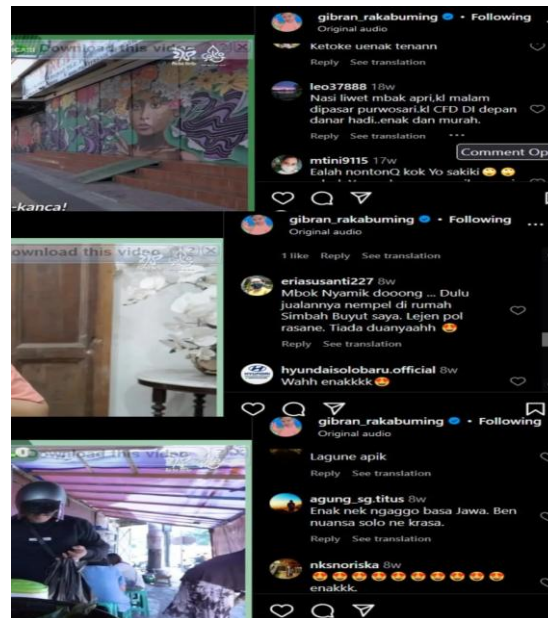 Download this video
-kanca!
gibran_rakabuming • Following
Original audio
Ketoke uenak tenann
Reply See translation
leo37888 18w
Nasi liwet mbak apri,kl malam
dipasar purwosari.kl CFD DI depan
danar hadi..enak dan murah.
Reply See translation
mtini9115 17w
Comment Op
Ealah nontonQ kok Yo sakiki 🙄 🙄
ownload this video
gibran_rakabuming • Following
Original audio
1 like Reply See translation
eriasusanti227 8w
Mbok Nyamik dooong ... Dulu
jualannya nempel di rumah
Simbah Buyut saya. Lejen pol
rasane. Tiada duanyaahh 😍
Reply See translation
hyundaisolobaru.official 8w
Wahh enakkkk😍
Download this video
gibran_rakabuming • Following
Original audio
Lagune apik
Reply See translation
agung_sg.titus 8w
Enak nek ngaggo basa Jawa. Ben
nuansa solo ne krasa.
Reply See translation
nksnoriska 8w
😍😍😍😍😍😍😍😍😍😍
enakkk.